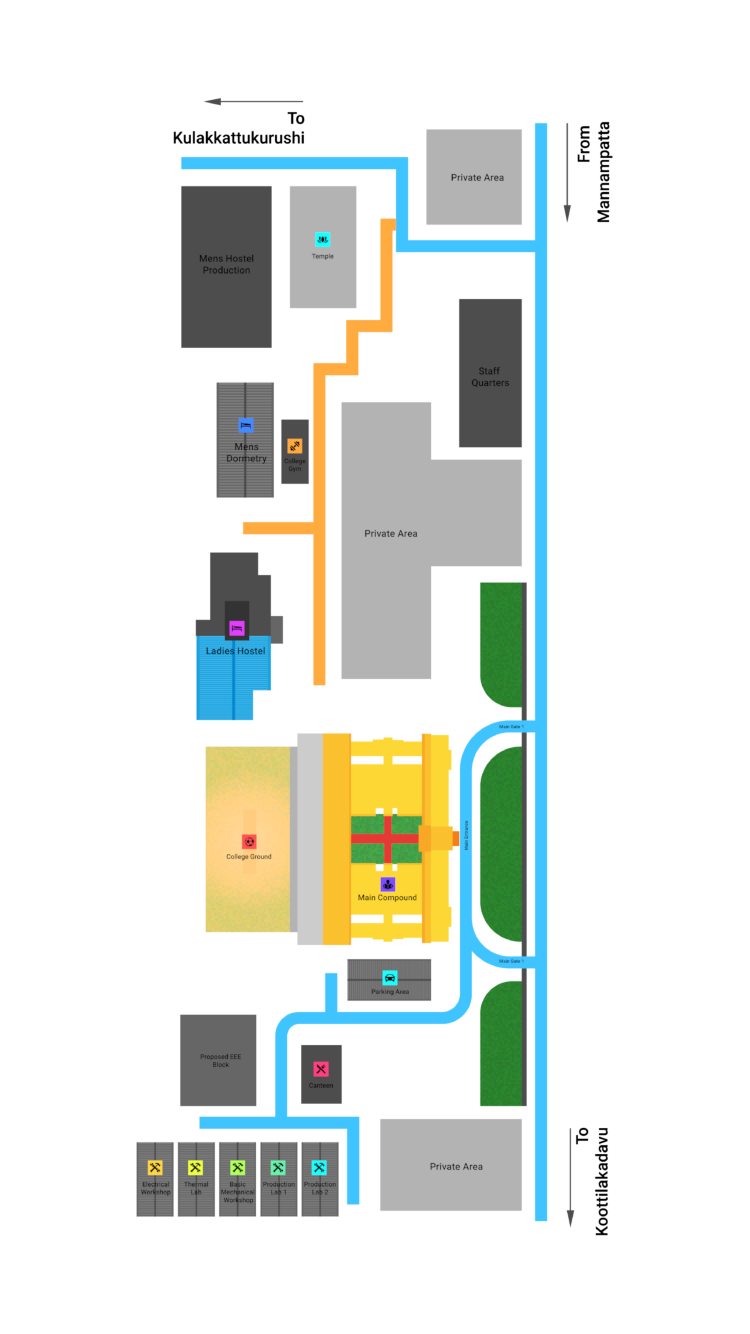 To
Kulakkattukurushi
From
Mannampatta
Private Area
Mens Hostel
Production
Temple
Staff
Quarters
Mens
Dormetry
College
Gym
Private Area
Ladies Hostel
Main Gate 1
Main Entrance
College Ground
Main Compound
Main Gate 1
Parking Area
Proposed EEE
Block
Canteen
To
Koottilakadavu
Private Area
Electrical
Workshop
Thermal
Lab
Basic
Mechanical
Workshop
Production
Lab 1
Production
Lab 2